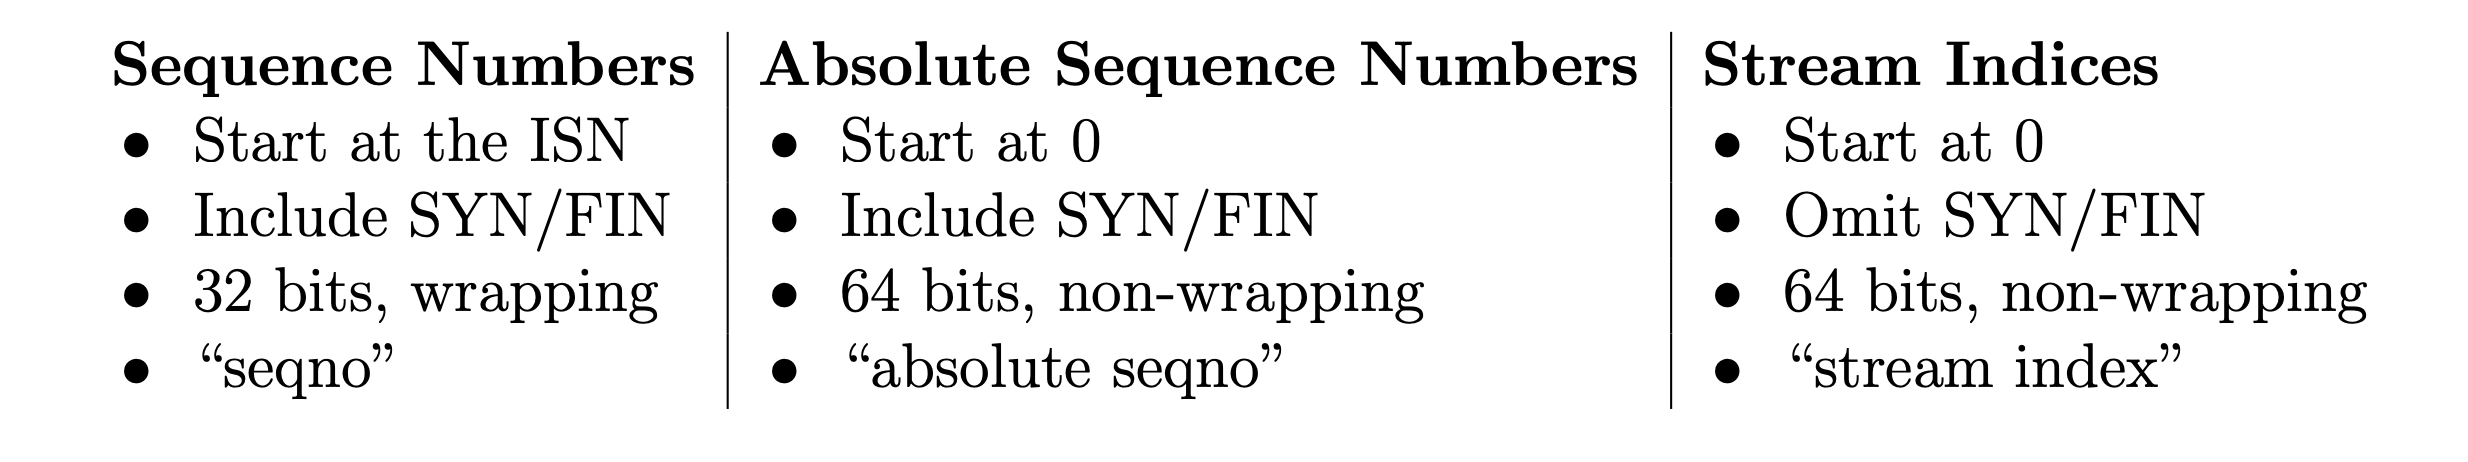 Sequence Numbers
• Start at the ISN
• Include SYN/FIN
• 32 bits, wrapping
• “seqno”
Absolute Sequence Numbers
• Start at 0
• Include SYN/FIN
• 64 bits, non-wrapping
• “absolute seqno”
Stream Indices
• Start at 0
• Omit SYN/FIN
• 64 bits, non-wrapping
• “stream index”